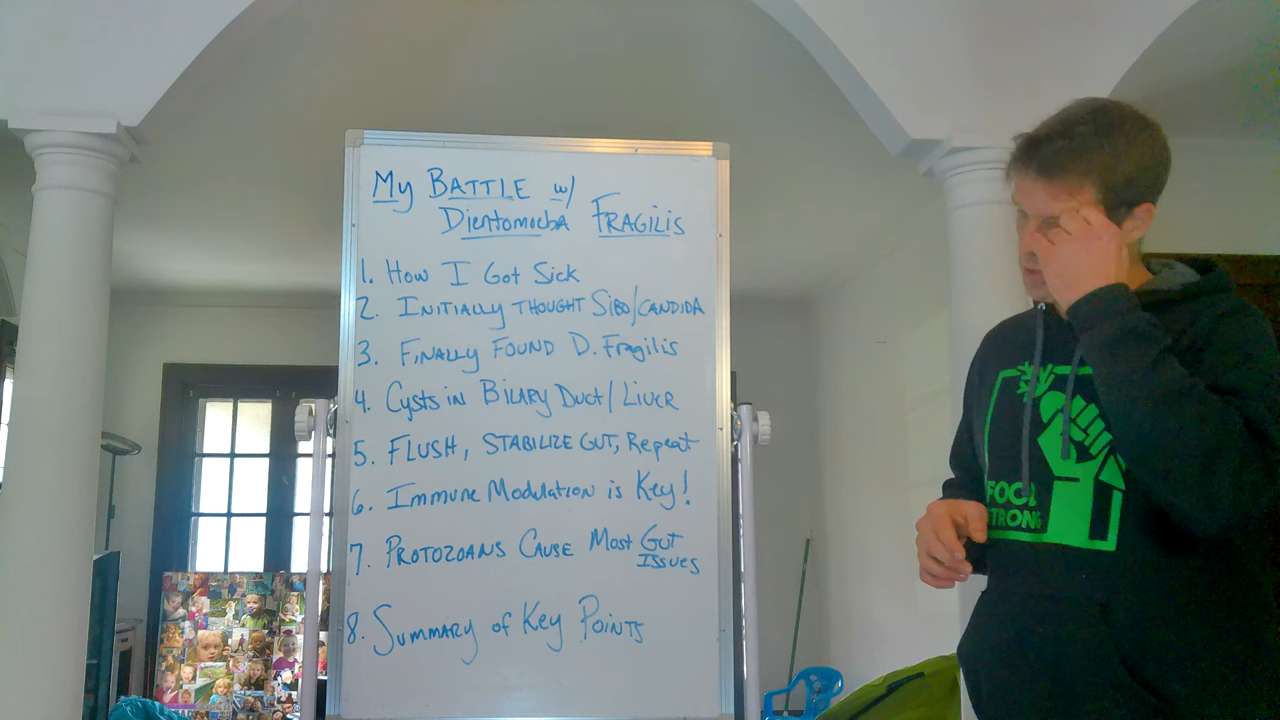 My BATTLE w/
Dientomoeba FRAGILIS
1. How I Got Sick
2. INITIALLY THOUGHT SIBO/CANDIDA
3. FINALLY FOUND D. Fragilis
4. Cysts in BILARY Duct/LIVER
5. FLUSH, STABILIZE GUT, Repeat
6. Immune Modulation is Key!
7. PROTOZOANS CAUSE Most GUT
ISSUES
8. SUMMARY of Key POINTS
FOOD
STRONG